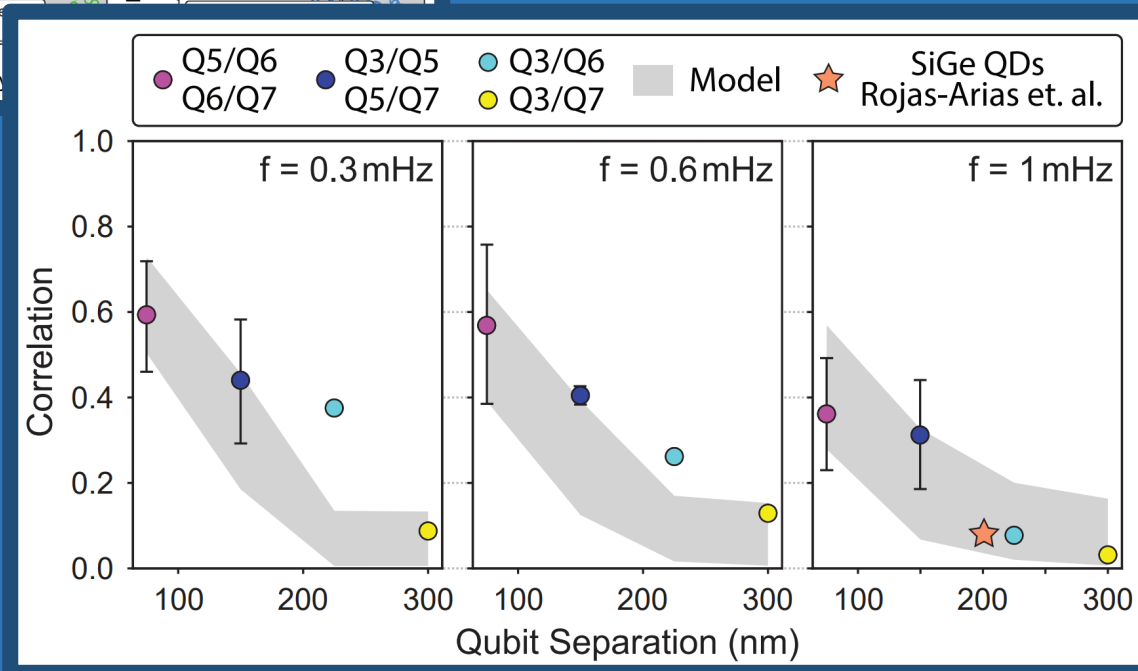 Q5/Q6 Q3/Q5 Q3/Q6 Model SiGe QDs
Q6/Q7 Q5/Q7 Q3/Q7 Rojas-Arias et. al.
f = 0.3 mHz f = 0.6 mHz f = 1 mHz
Correlation
1.0
0.8
0.6
0.4
0.2
0.0
100 200 300 100 200 300 100 200 300
Qubit Separation (nm)